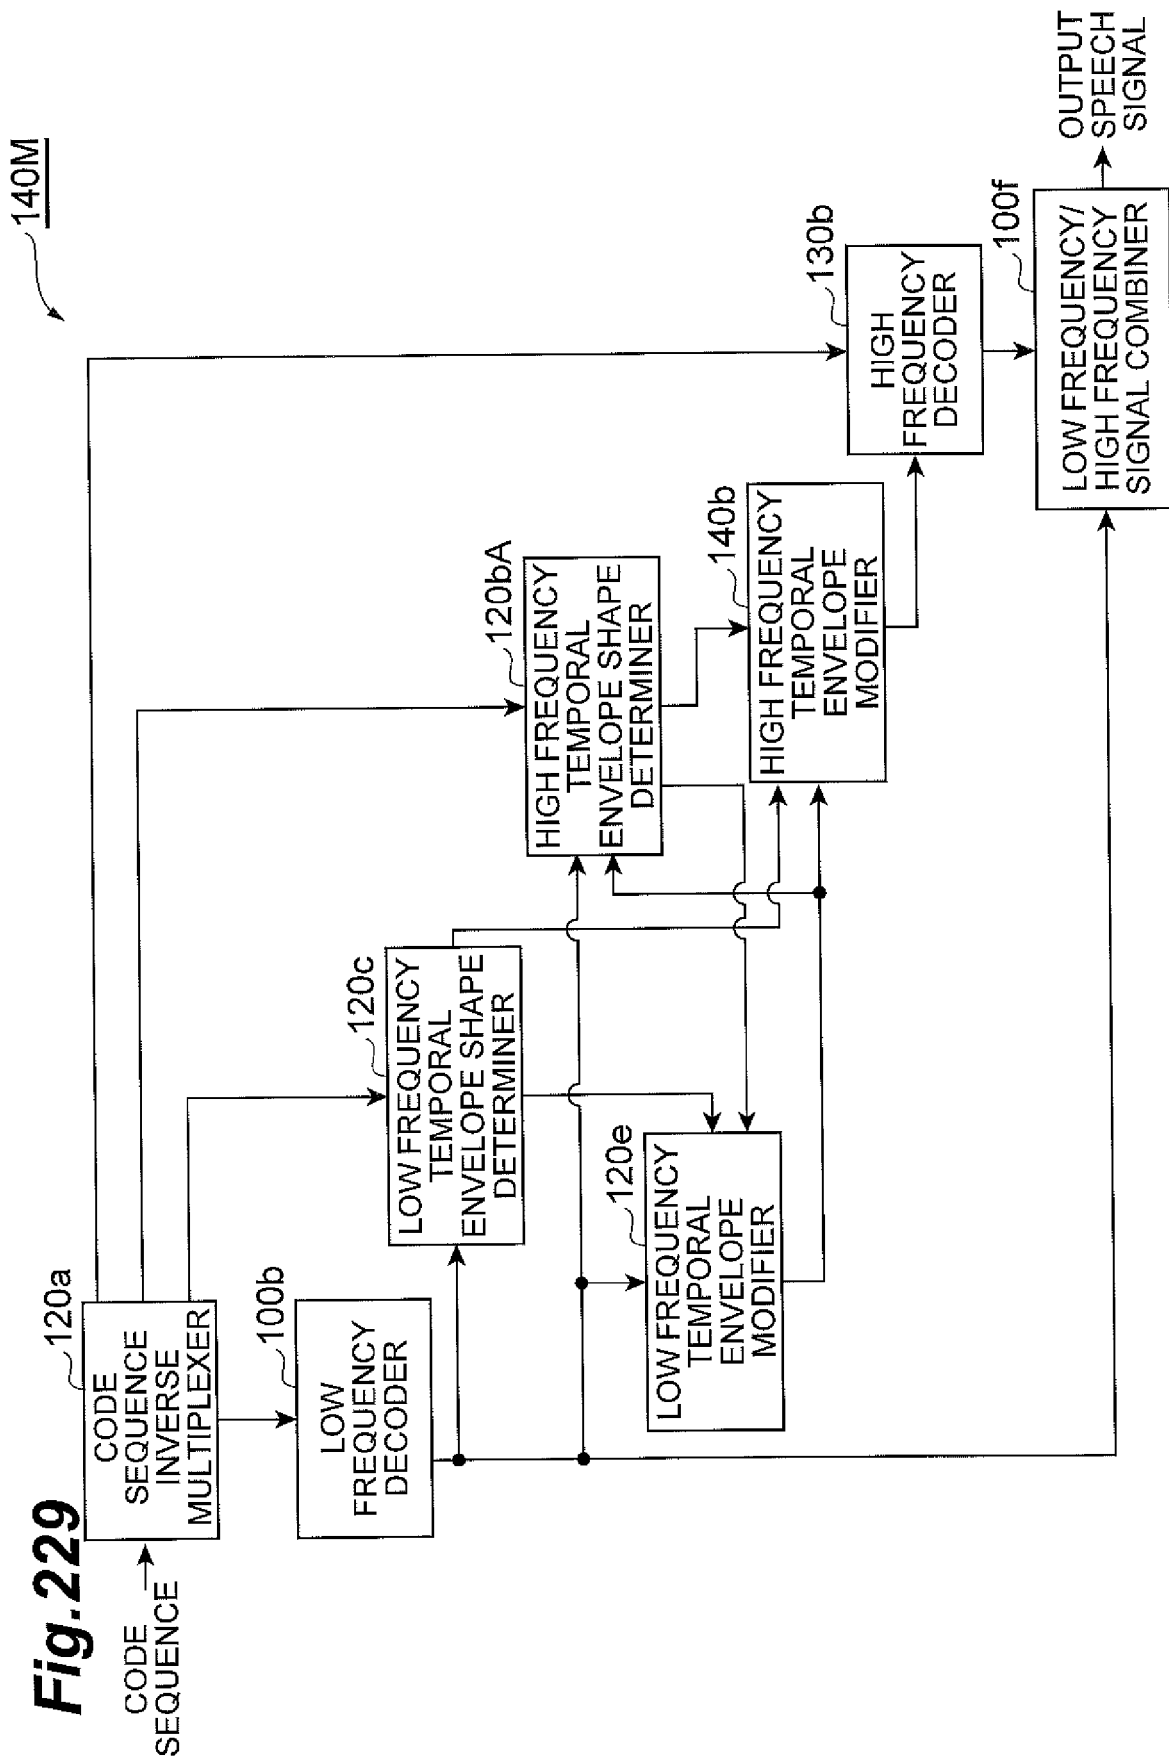 Fig.229
140M
CODE
SEQUENCE
120a
CODE
SEQUENCE
INVERSE
MULTIPLEXER
100b
LOW
FREQUENCY
DECODER
120c
LOW FREQUENCY
TEMPORAL
ENVELOPE SHAPE
DETERMINER
120e
LOW FREQUENCY
TEMPORAL
ENVELOPE
MODIFIER
120bA
HIGH FREQUENCY
TEMPORAL
ENVELOPE SHAPE
DETERMINER
140b
HIGH FREQUENCY
TEMPORAL
ENVELOPE
MODIFIER
130b
HIGH
FREQUENCY
DECODER
100f
LOW FREQUENCY/
HIGH FREQUENCY
SIGNAL COMBINER
OUTPUT
SPEECH
SIGNAL